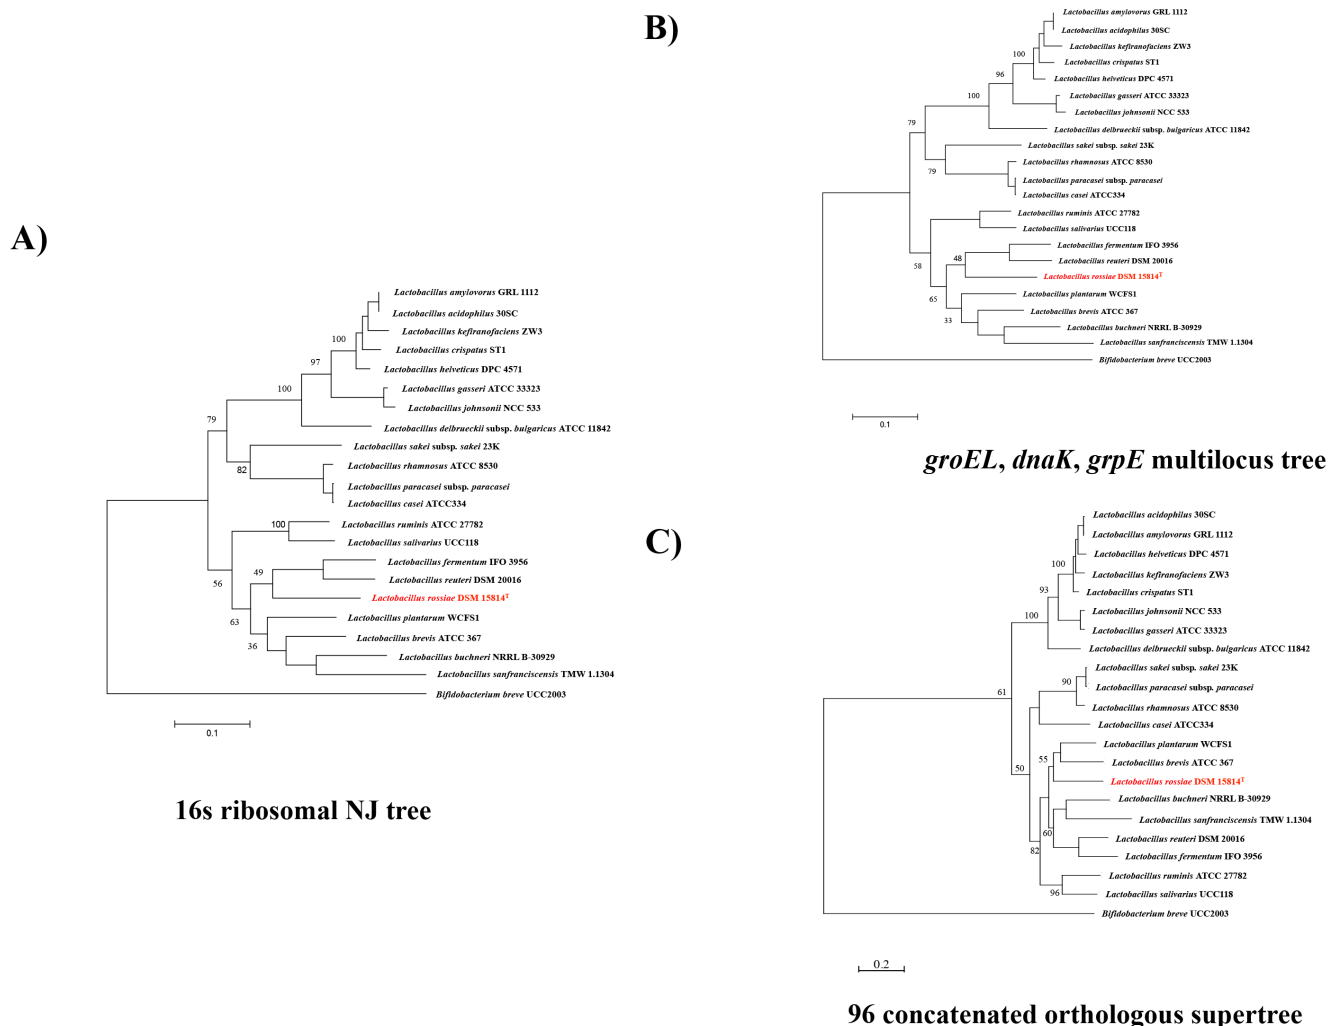 A)
Lactobacillus amylovorus GRL 1112
Lactobacillus acidophilus 30SC
Lactobacillus kefiranofaciens ZW3
100
Lactobacillus crispatus ST1
97
Lactobacillus helveticus DPC 4571
100
Lactobacillus gasseri ATCC 33323
Lactobacillus johnsonii NCC 533
79
Lactobacillus delbrueckii subsp. bulgaricus ATCC 11842
Lactobacillus sakei subsp. sakei 23K
82
Lactobacillus rhamnosus ATCC 8530
Lactobacillus paracasei subsp. paracasei
Lactobacillus casei ATCC334
100
Lactobacillus ruminis ATCC 27782
Lactobacillus salivarius UCC118
Lactobacillus fermentum IFO 3956
49
56
Lactobacillus reuteri DSM 20016
Lactobacillus rossiae DSM 15814T
63
Lactobacillus plantarum WCFS1
Lactobacillus brevis ATCC 367
36
Lactobacillus buchneri NRRL B-30929
Lactobacillus sanfranciscensis TMW 1.1304
Bifidobacterium breve UCC2003
0.1
16s ribosomal NJ tree
B)
Lactobacillus amylovorus GRL 1112
Lactobacillus acidophilus 30SC
Lactobacillus kefiranofaciens ZW3
100
Lactobacillus crispatus ST1
96
Lactobacillus helveticus DPC 4571
100
Lactobacillus gasseri ATCC 33323
Lactobacillus johnsonii NCC 533
79
Lactobacillus delbrueckii subsp. bulgaricus ATCC 11842
Lactobacillus sakei subsp. sakei 23K
Lactobacillus rhamnosus ATCC 8530
79
Lactobacillus paracasei subsp. paracasei
Lactobacillus casei ATCC334
Lactobacillus ruminis ATCC 27782
Lactobacillus salivarius UCC118
Lactobacillus fermentum IFO 3956
48
Lactobacillus reuteri DSM 20016
58
Lactobacillus rossiae DSM 15814T
Lactobacillus plantarum WCFS1
65
Lactobacillus brevis ATCC 367
33
Lactobacillus buchneri NRRL B-30929
Lactobacillus sanfranciscensis TMW 1.1304
Bifidobacterium breve UCC2003
0.1
groEL, dnaK, grpE multilocus tree
C)
Lactobacillus acidophilus 30SC
Lactobacillus amylovorus GRL 1112
Lactobacillus helveticus DPC 4571
100
Lactobacillus kefiranofaciens ZW3
93
Lactobacillus crispatus ST1
Lactobacillus johnsonii NCC 533
100
Lactobacillus gasseri ATCC 33323
Lactobacillus delbrueckii subsp. bulgaricus ATCC 11842
Lactobacillus sakei subsp. sakei 23K
90
Lactobacillus paracasei subsp. paracasei
61
Lactobacillus rhamnosus ATCC 8530
Lactobacillus casei ATCC334
Lactobacillus plantarum WCFS1
55
Lactobacillus brevis ATCC 367
50
Lactobacillus rossiae DSM 15814T
Lactobacillus buchneri NRRL B-30929
Lactobacillus sanfranciscensis TMW 1.1304
60
Lactobacillus reuteri DSM 20016
82
Lactobacillus fermentum IFO 3956
Lactobacillus ruminis ATCC 27782
96
Lactobacillus salivarius UCC118
Bifidobacterium breve UCC2003
0.2
96 concatenated orthologous supertree